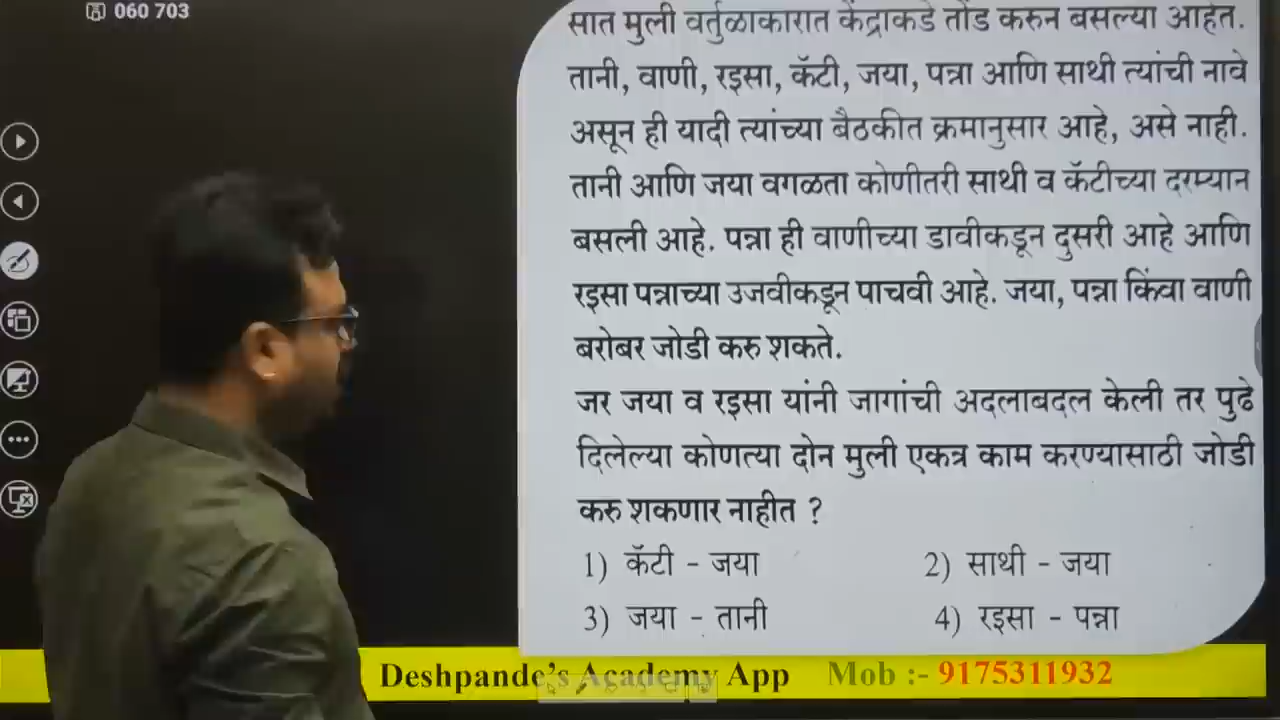 060 703
सात मुली वर्तुळाकारात केंद्राकडे तोंड करुन बसल्या आहेत.
तानी, वाणी, रइसा, कॅटी, जया, पन्ना आणि साथी त्यांची नावे
असून ही यादी त्यांच्या बैठकीत क्रमानुसार आहे, असे नाही.
तानी आणि जया वगळता कोणीतरी साथी व कॅटीच्या दरम्यान
बसली आहे. पन्ना ही वाणीच्या डावीकडून दुसरी आहे आणि
रइसा पन्नाच्या उजवीकडून पाचवी आहे. जया, पन्ना किंवा वाणी
बरोबर जोडी करु शकते.
जर जया व रइसा यांनी जागांची अदलाबदल केली तर पुढे
दिलेल्या कोणत्या दोन मुली एकत्र काम करण्यासाठी जोडी
करु शकणार नाहीत ?
1) कॅटी - जया 2) साथी - जया
3) जया - तानी 4) रइसा - पन्ना
Deshpande's Academy App Mob :- 9175311932